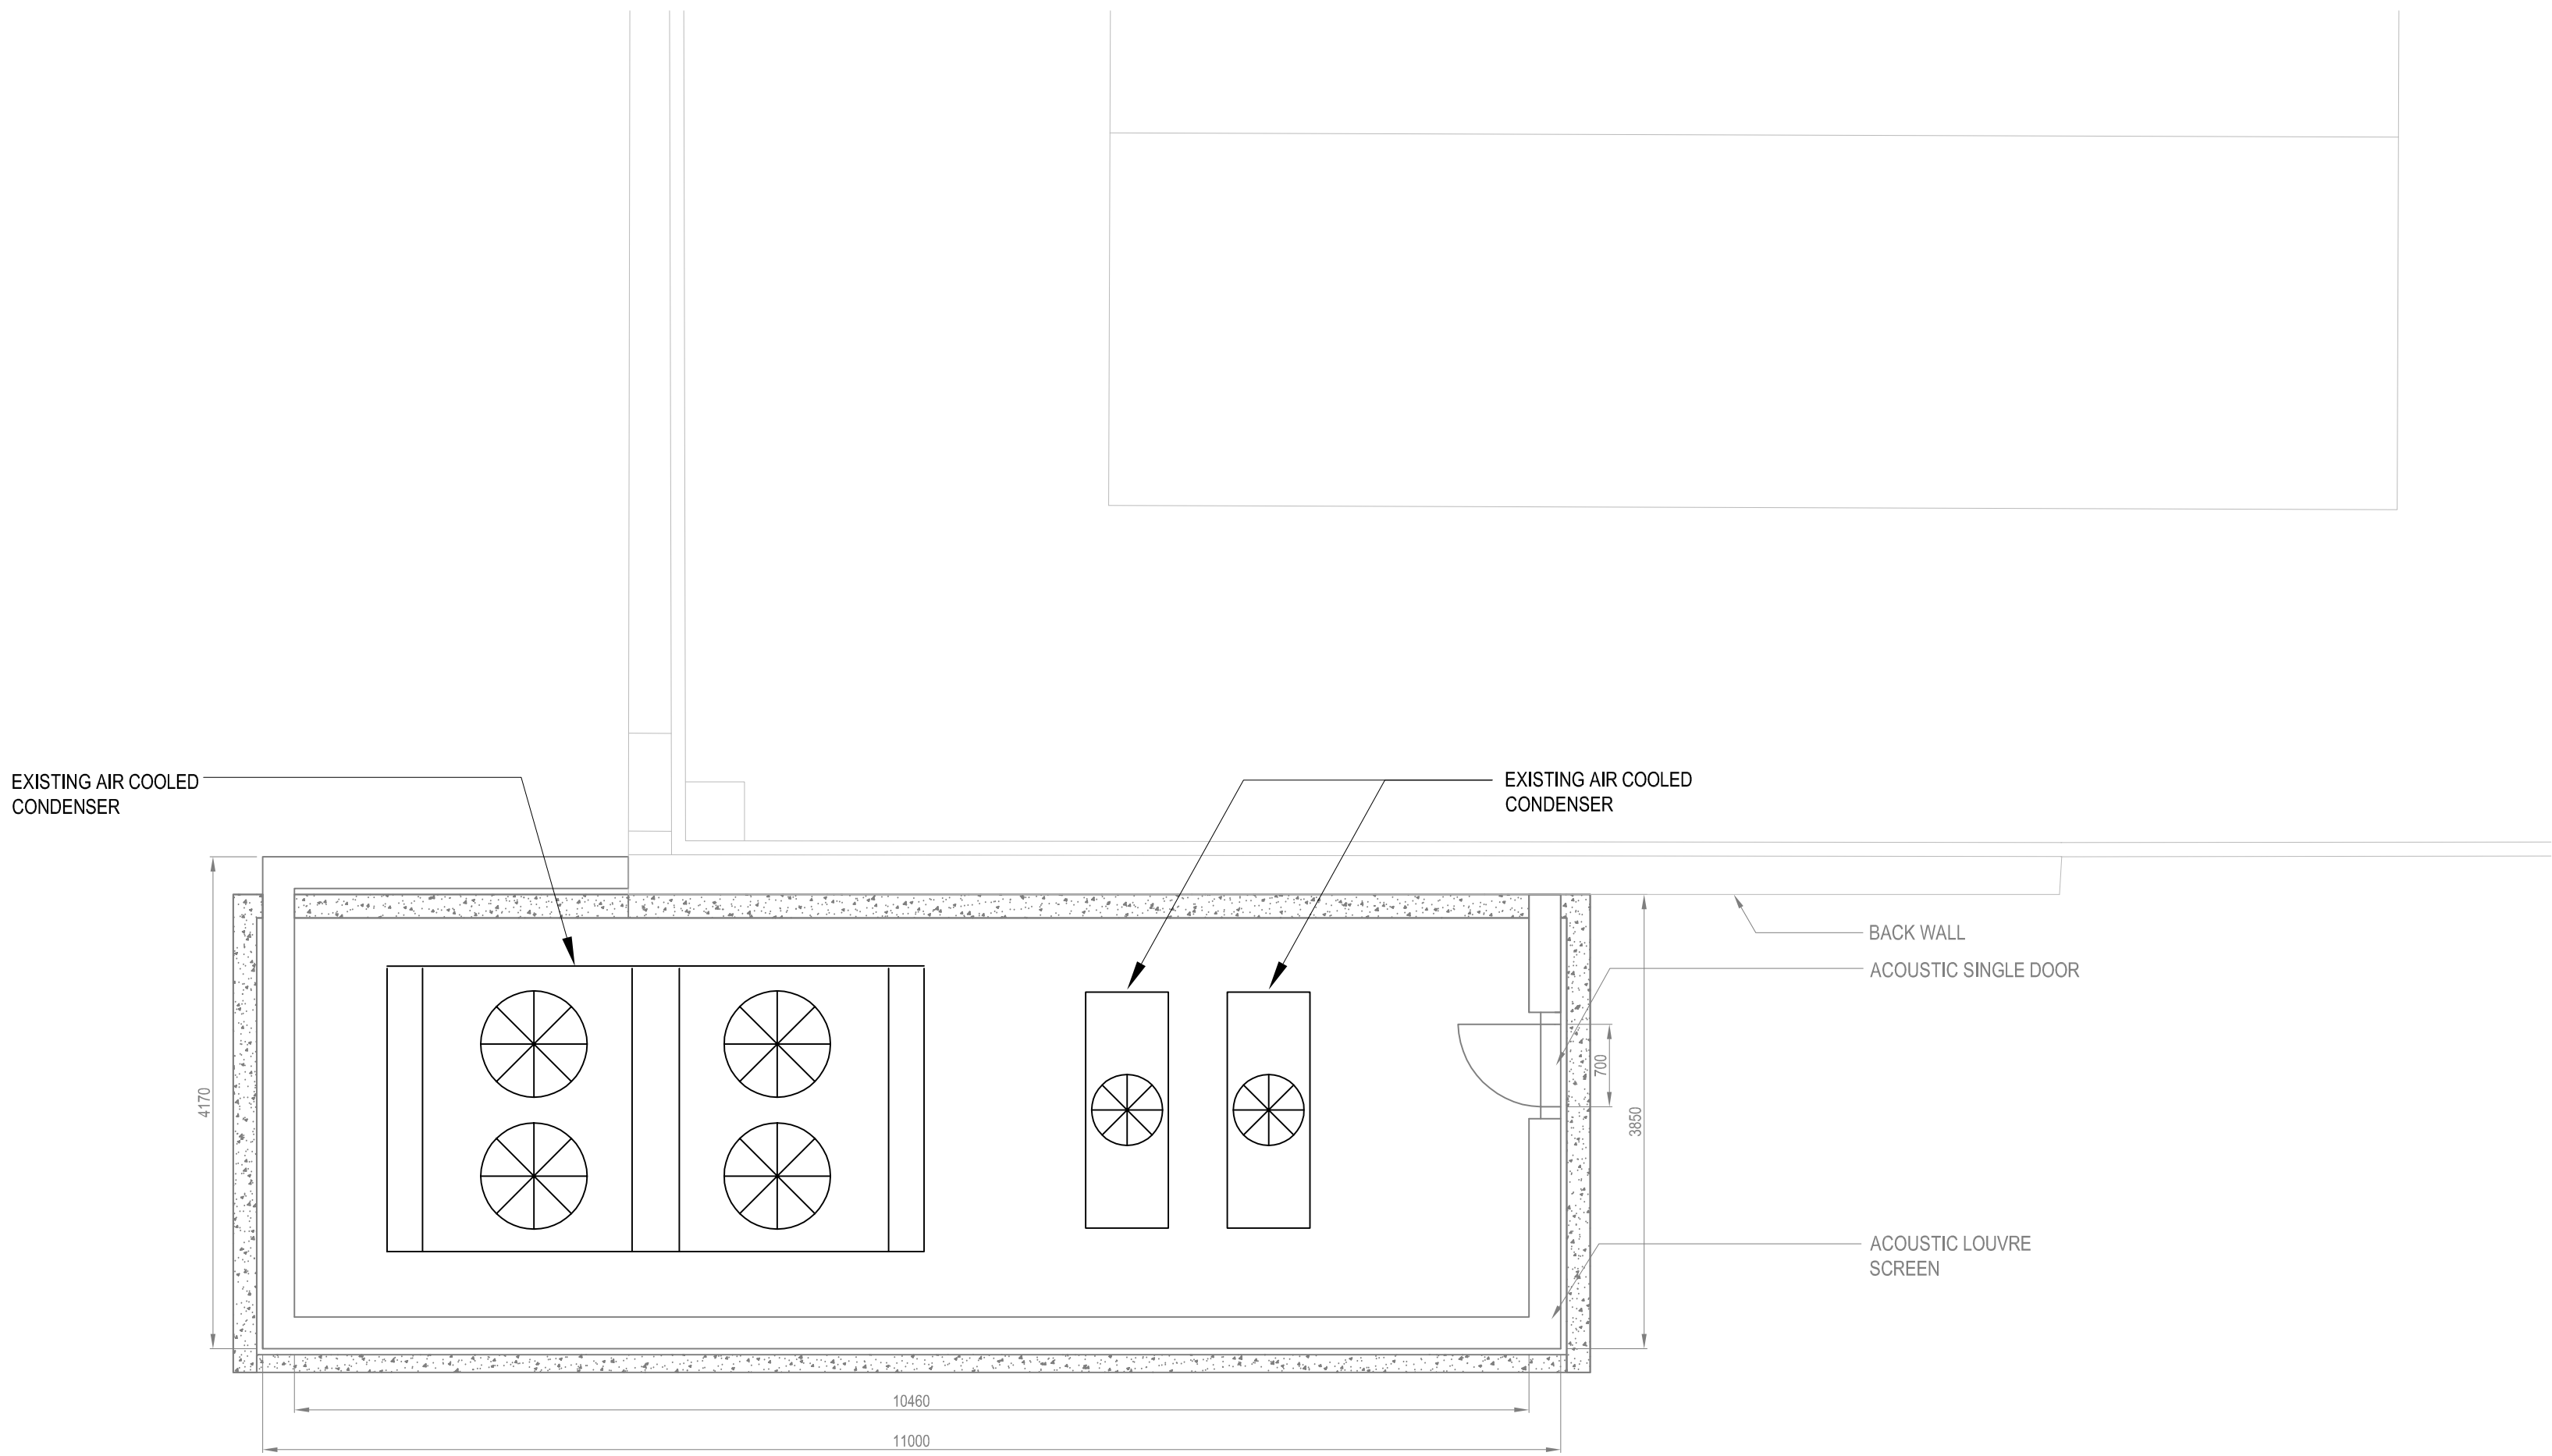 EXISTING AIR COOLED
CONDENSER
EXISTING AIR COOLED
CONDENSER
BACK WALL
ACOUSTIC SINGLE DOOR
700
4170
3850
ACOUSTIC LOUVRE
SCREEN
10460
11000